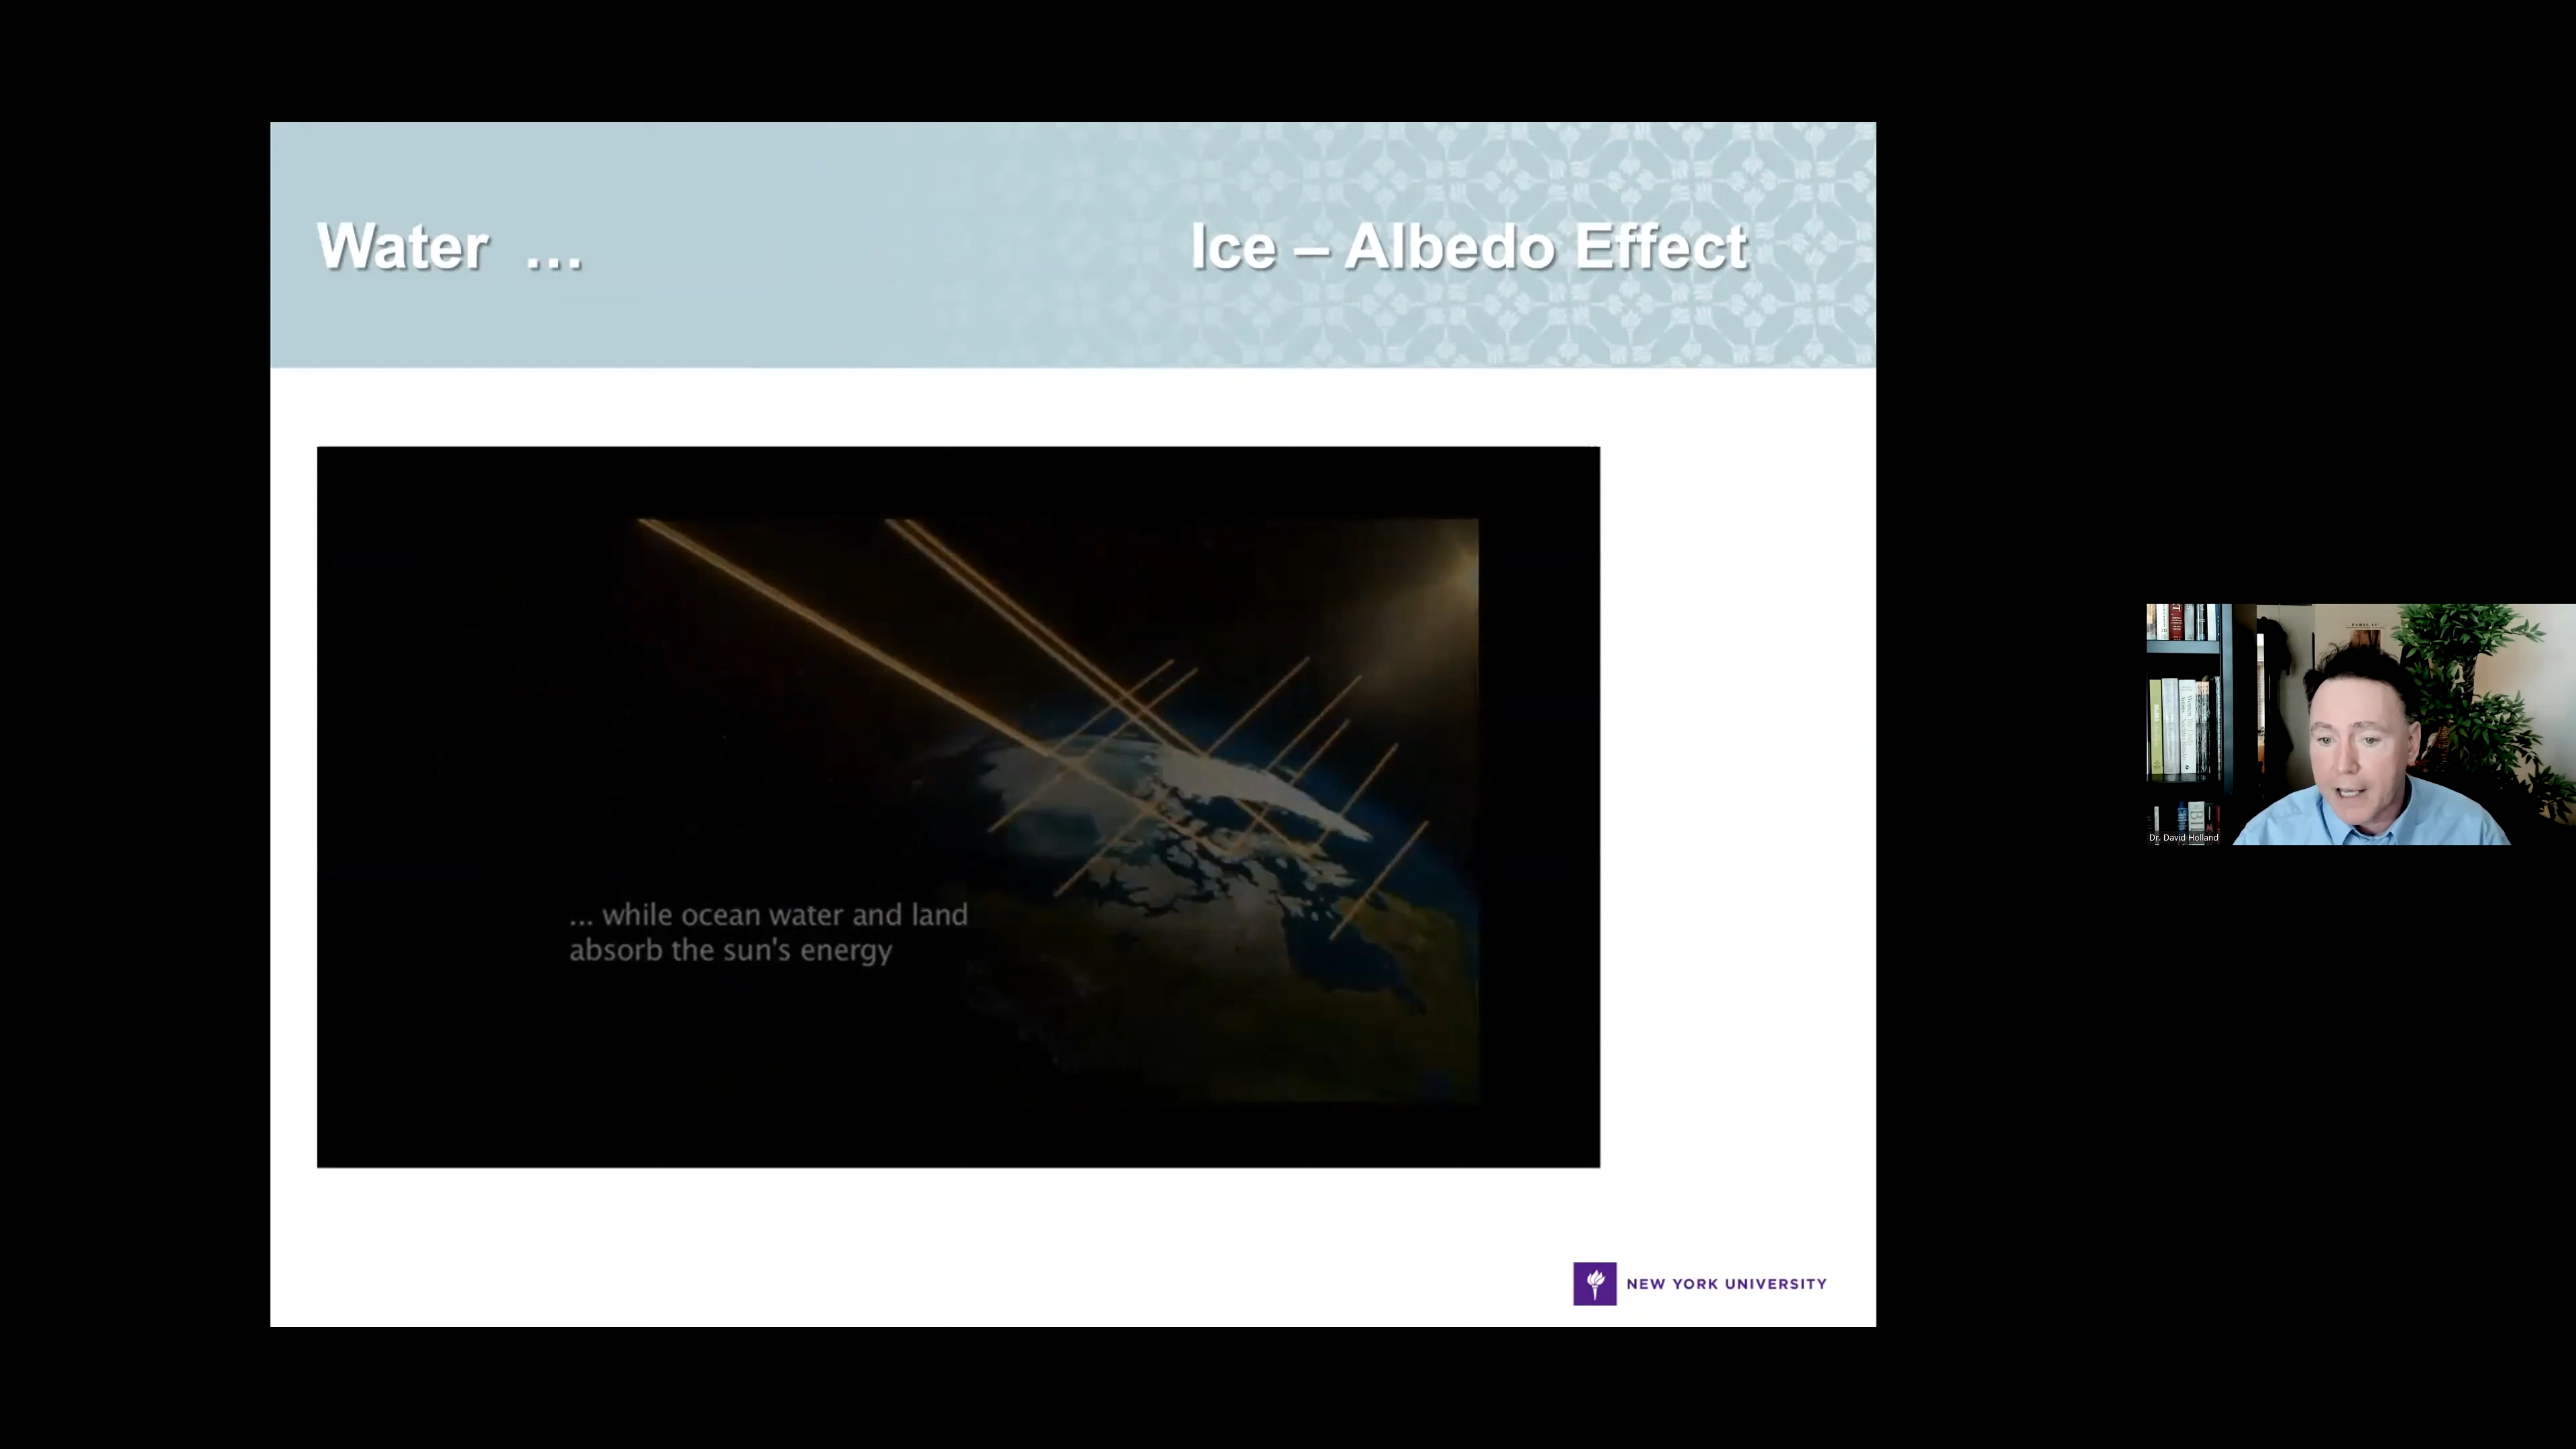 Water …
Ice – Albedo Effect
... while ocean water and land
absorb the sun's energy
NEW YORK UNIVERSITY
Dr. David Holland